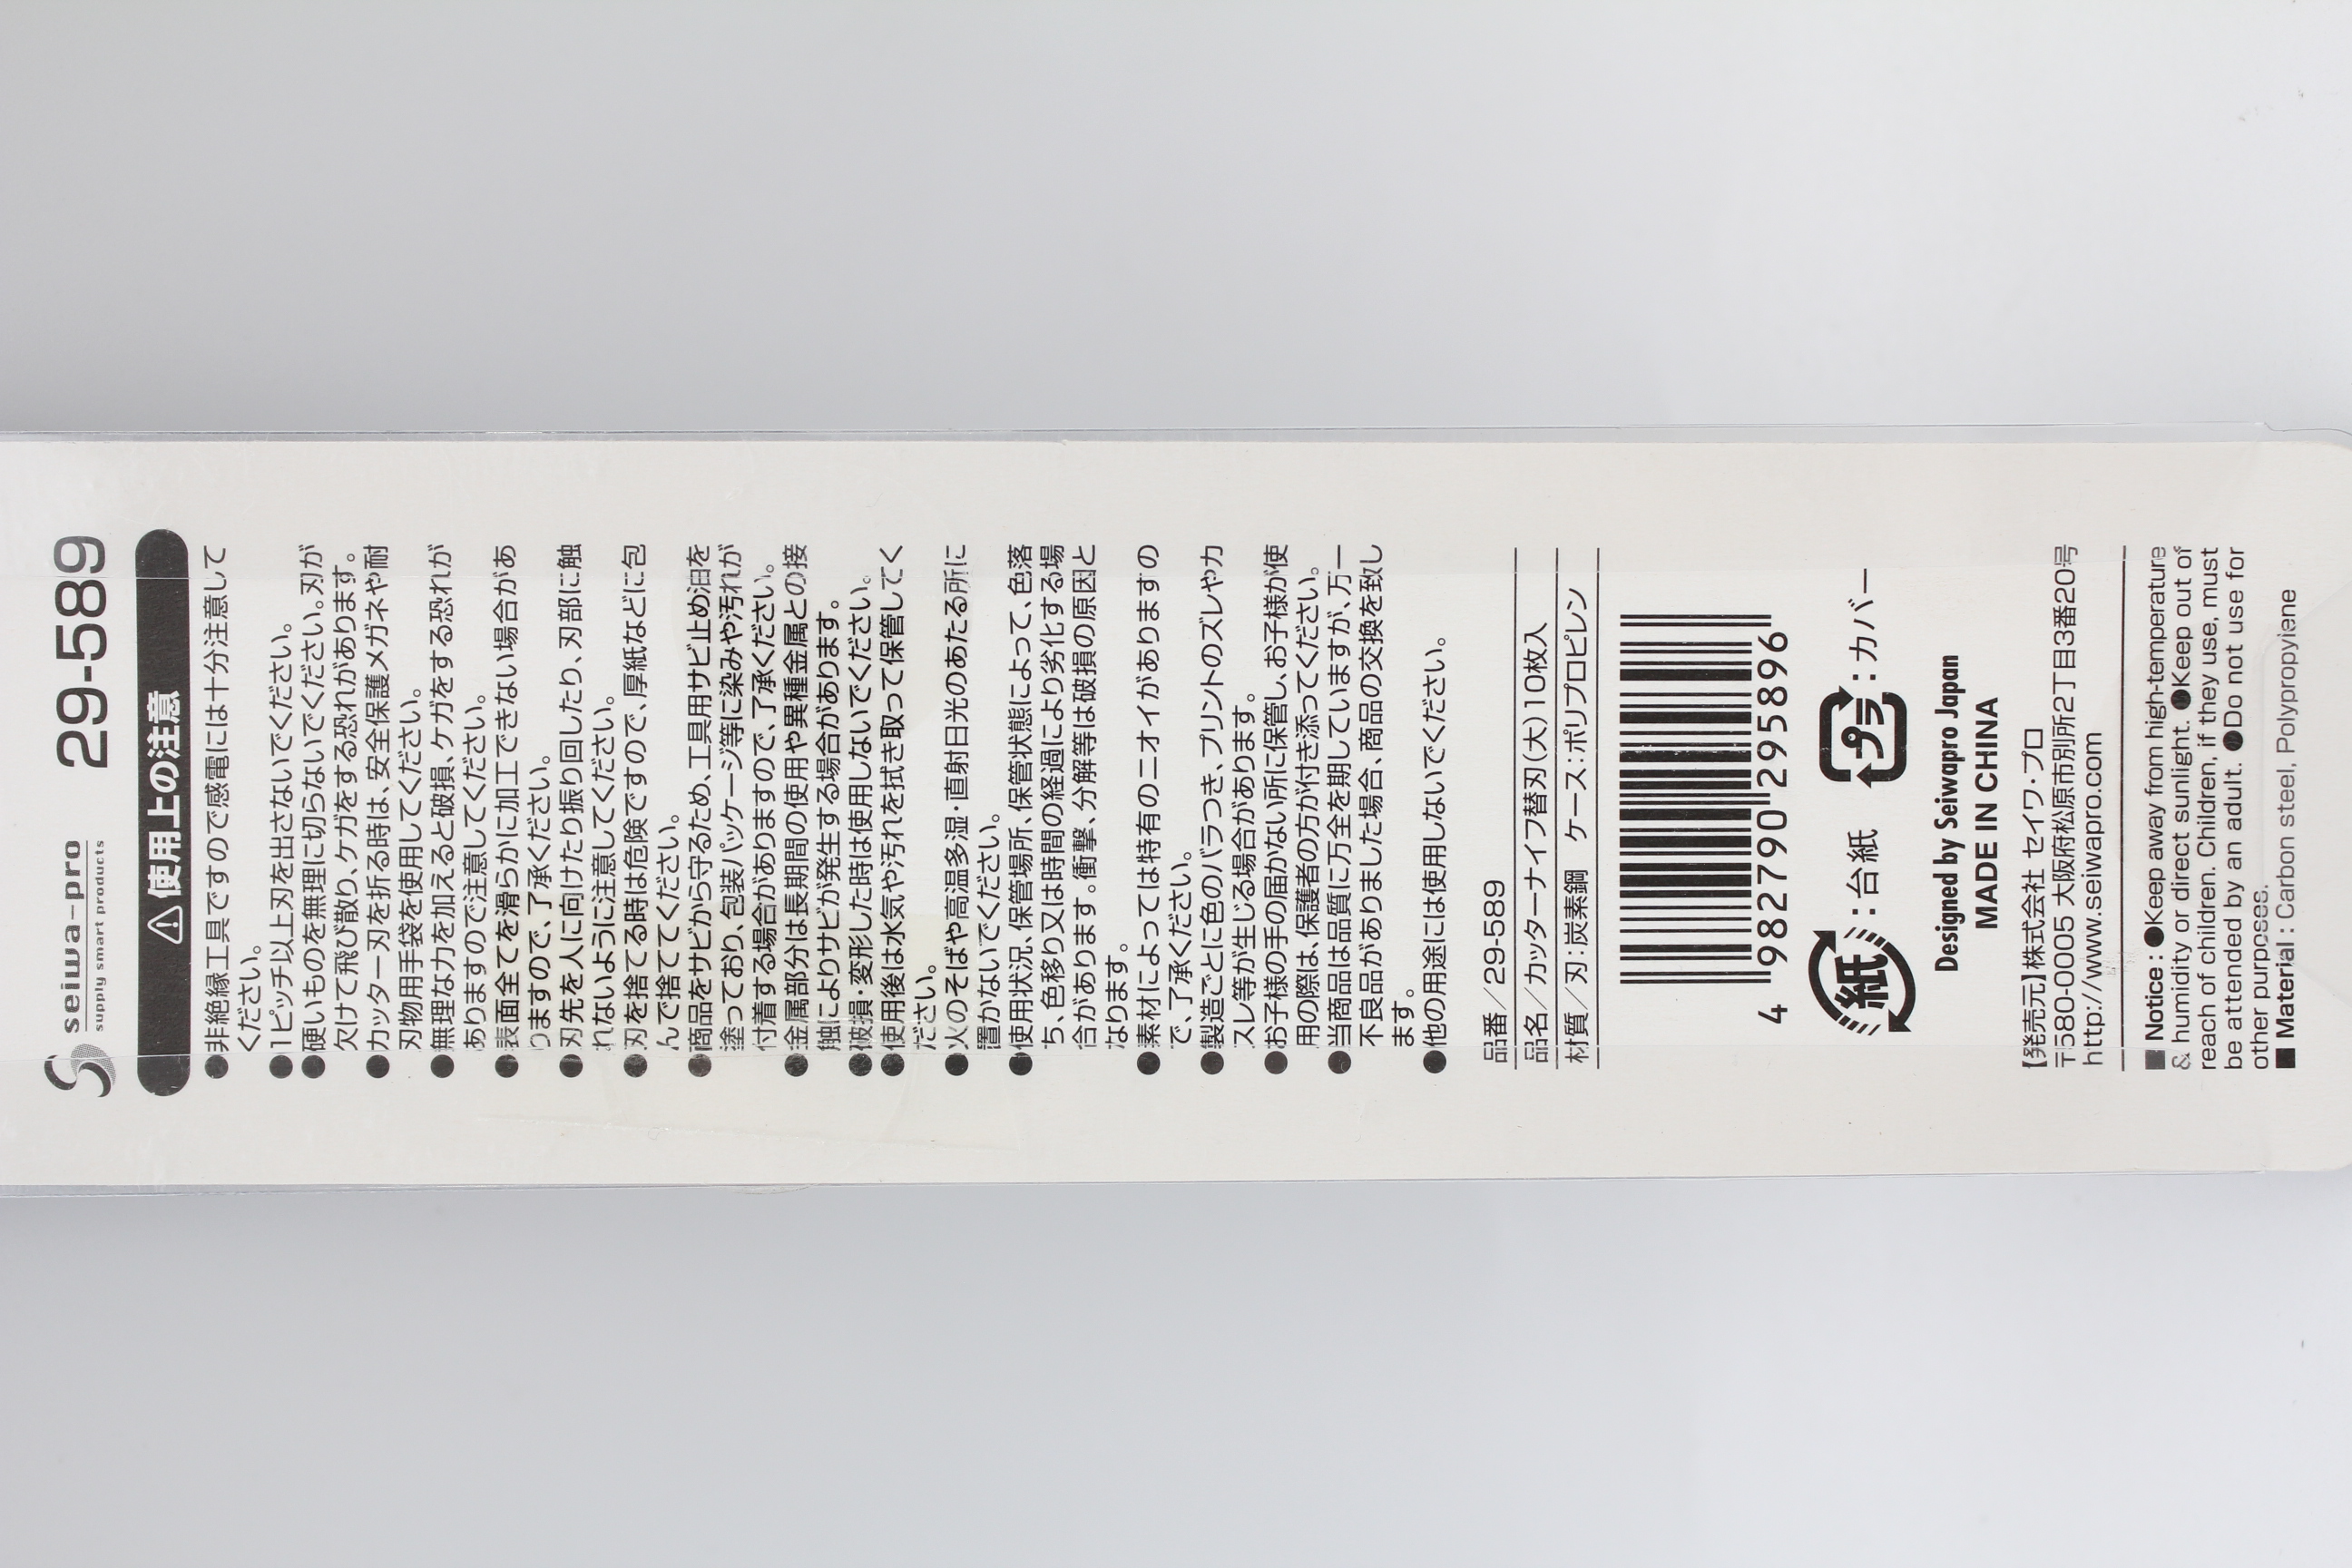 seiwa-pro
supply smart products
29-589
使用上の注意
●非絶縁工具ですので感電には十分注意して
ください。
●1ピッチ以上刃を出さないでください。
●硬いものを無理に切らないでください。刃が
欠けて飛び散り、ケガをする恐れがあります。
●カッター刃を折る時は、安全保護メガネや耐
刃物用手袋を使用してください。
●無理な力を加えると破損、ケガをする恐れが
ありますので注意してください。
●表面全てを滑らかに加工できない場合があ
りますので、了承ください。
●刃先を人に向けたり振り回したり、刃部に触
れないように注意してください。
●刃を捨てる時は危険ですので、厚紙などに包
んで捨ててください。
●商品をサビから守るため、工具用サビ止め油を
塗っており、包装パッケージ等に染みや汚れが
付着する場合がありますので、了承ください。
●金属部分は長期間の使用や異種金属との接
触によりサビが発生する場合があります。
●破損・変形した時は使用しないでください。
●使用後は水気や汚れを拭き取って保管してく
ださい。
●火のそばや高温多湿・直射日光のあたる所に
置かないでください。
●使用状況、保管場所、保管状態によって、色落
ち、色移り又は時間の経過により劣化する場
合があります。衝撃、分解等は破損の原因と
なります。
●素材によっては特有のニオイがありますの
で、了承ください。
●製造ごとに色のバラつき、プリントのズレやカ
スレ等が生じる場合があります。
●お子様の手の届かない所に保管し、お子様が使
用の際は、保護者の方が付き添ってください。
●当商品は品質に万全を期していますが、万一
不良品がありました場合、商品の交換を致し
ます。
●他の用途には使用しないでください。
品番／29-589
品名／カッターナイフ替刃(大)10枚入
材質／刃:炭素鋼 ケース:ポリプロピレン
4 982790 295896
紙:台紙 プラ:カバー
Designed by Seiwapro Japan
MADE IN CHINA
【発売元】株式会社 セイワ・プロ
〒580-0005 大阪府松原市別所2丁目3番20号
http://www.seiwapro.com
■ Notice : ●Keep away from high-temperature
& humidity or direct sunlight. ●Keep out of
reach of children. Children, if they use, must
be attended by an adult. ●Do not use for
other purposes.
■ Material : Carbon steel, Polypropylene